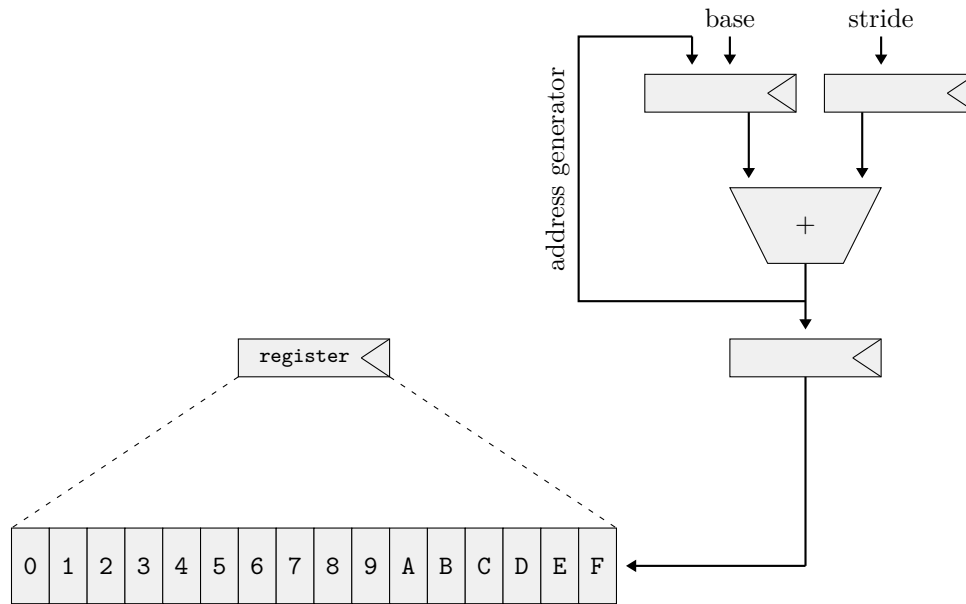 base stride
address generator
+
register
0 1 2 3 4 5 6 7 8 9 A B C D E F